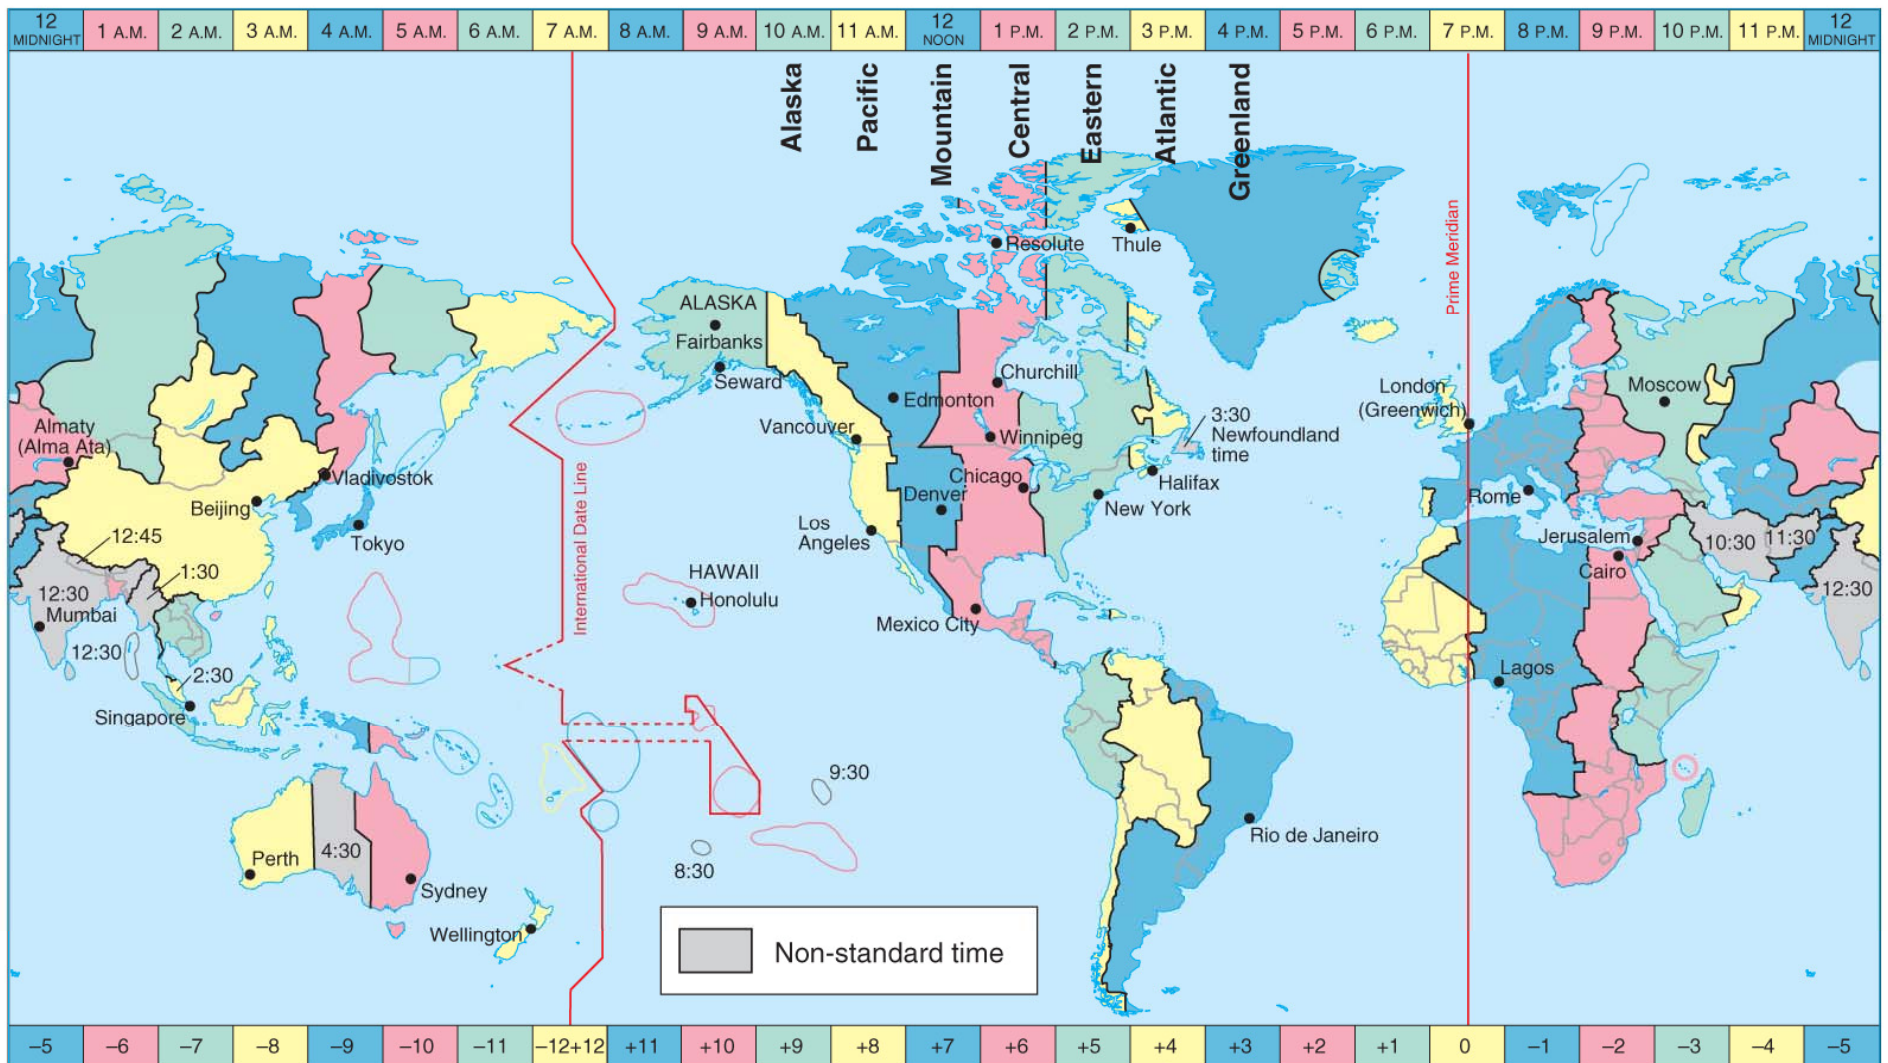 12 MIDNIGHT
1 A.M.
2 A.M.
3 A.M.
4 A.M.
5 A.M.
6 A.M.
7 A.M.
8 A.M.
9 A.M.
10 A.M.
11 A.M.
12 NOON
1 P.M.
2 P.M.
3 P.M.
4 P.M.
5 P.M.
6 P.M.
7 P.M.
8 P.M.
9 P.M.
10 P.M.
11 P.M.
12 MIDNIGHT
Alaska
Pacific
Mountain
Central
Eastern
Atlantic
Greenland
Prime Meridian
International Date Line
Resolute
Thule
ALASKA
Fairbanks
Seward
Churchill
Edmonton
Vancouver
Winnipeg
3:30
Newfoundland
time
London
(Greenwich)
Moscow
Almaty
(Alma Ata)
Vladivostok
Beijing
Tokyo
Chicago
Denver
Halifax
New York
Los
Angeles
Rome
Jerusalem
Cairo
10:30
11:30
12:30
12:45
1:30
12:30
Mumbai
12:30
2:30
Singapore
HAWAII
Honolulu
Mexico City
Lagos
9:30
8:30
Rio de Janeiro
Perth
4:30
Sydney
Wellington
Non-standard time
–5
–6
–7
–8
–9
–10
–11
–12+12
+11
+10
+9
+8
+7
+6
+5
+4
+3
+2
+1
0
–1
–2
–3
–4
–5